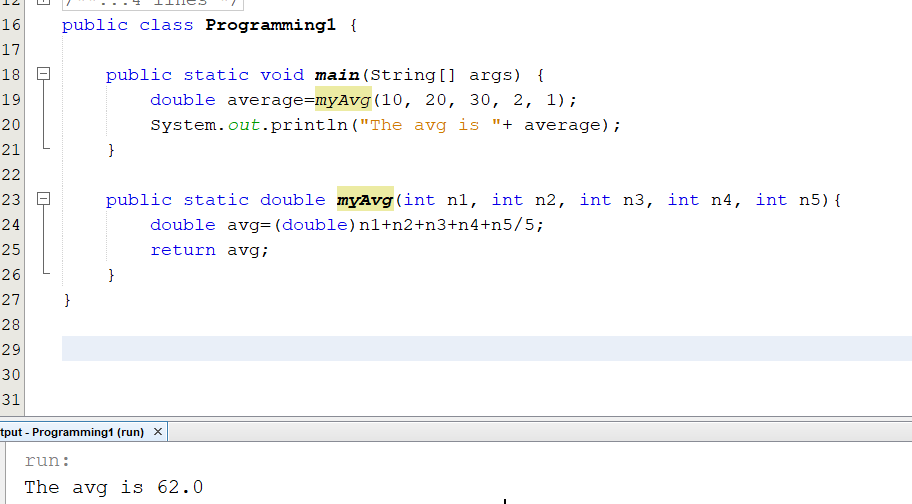 12 /**...4 lines */
16 public class Programming1 {
17
18 public static void main(String[] args) {
19 double average=myAvg(10, 20, 30, 2, 1);
20 System.out.println("The avg is "+ average);
21 }
22
23 public static double myAvg(int n1, int n2, int n3, int n4, int n5){
24 double avg=(double)n1+n2+n3+n4+n5/5;
25 return avg;
26 }
27 }
28
29
30
31
tput - Programming1 (run) ×
run:
The avg is 62.0